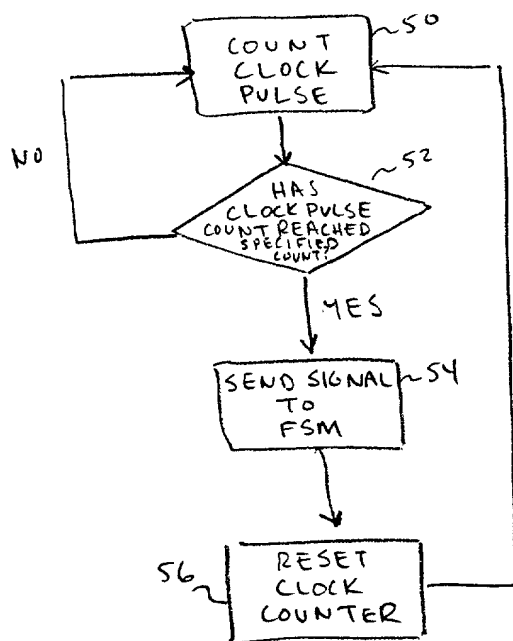 50
COUNT
CLOCK
PULSE
NO
52
HAS
CLOCK PULSE
COUNT REACHED
SPECIFIED
COUNT?
YES
SEND SIGNAL
TO
FSM
54
56
RESET
CLOCK
COUNTER